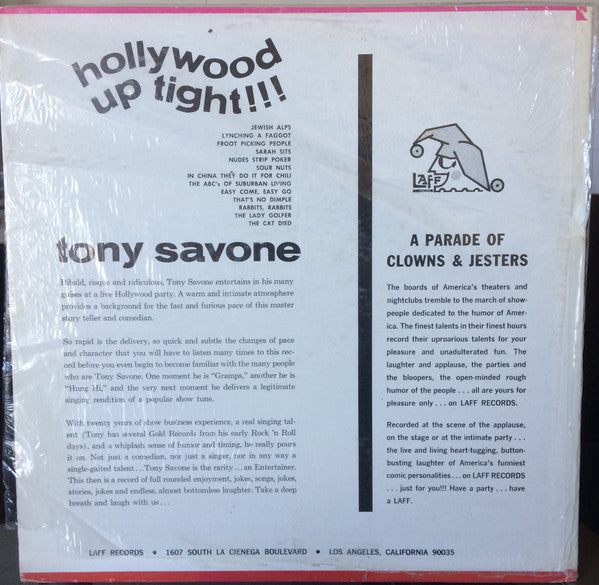 hollywood
up tight!!!
JEWISH ALPS
LYNCHING A FAGGOT
FROOT PICKING PEOPLE
SARAH SITS
NUDES STRIP POKER
SOUR NUTS
IN CHINA THEY DO IT FOR CHILI
THE ABC's OF SUBURBAN LIVING
EASY COME, EASY GO
THAT'S NO DIMPLE
RABBITS, RABBITS
THE LADY GOLFER
THE CAT DIED
tony savone
Ribald, risque and ridiculous, Tony Savone entertains in his many
guises at a live Hollywood party. A warm and intimate atmosphere
provides a background for the fast and furious pace of this master
story teller and comedian.
So rapid is the delivery, so quick and subtle the changes of pace
and character that you will have to listen many times to this rec-
ord before you even begin to become familiar with the many people
who are Tony Savone. One moment he is "Gramps," another he is
"Hung Hi," and the very next moment he delivers a legitimate
singing rendition of a popular show tune.
With twenty years of show business experience, a real singing tal-
ent (Tony has several Gold Records from his early Rock 'n Roll
days), and a whiplash sense of humor and timing, he really pours
it on. Not just a comedian, nor just a singer, nor in any way a
single-gaited talent...Tony Savone is the rarity...an Entertainer.
This then is a record of full rounded enjoyment, jokes, songs, jokes,
stories, jokes and endless, almost bottomless laughter. Take a deep
breath and laugh with us...
LAFF
RECORDS
A PARADE OF
CLOWNS & JESTERS
The boards of America's theaters and
nightclubs tremble to the march of show-
people dedicated to the humor of Amer-
ica. The finest talents in their finest hours
record their uproarious talents for your
pleasure and unadulterated fun. The
laughter and applause, the parties and
the bloopers, the open-minded rough
humor of the people...all are yours for
pleasure only...on LAFF RECORDS.
Recorded at the scene of the applause,
on the stage or at the intimate party...
the live and living heart-tugging, button-
busting laughter of America's funniest
comic personalities...on LAFF RECORDS
...just for you!!! Have a party...have
a LAFF.
LAFF RECORDS • 1607 SOUTH LA CIENEGA BOULEVARD • LOS ANGELES, CALIFORNIA 90035